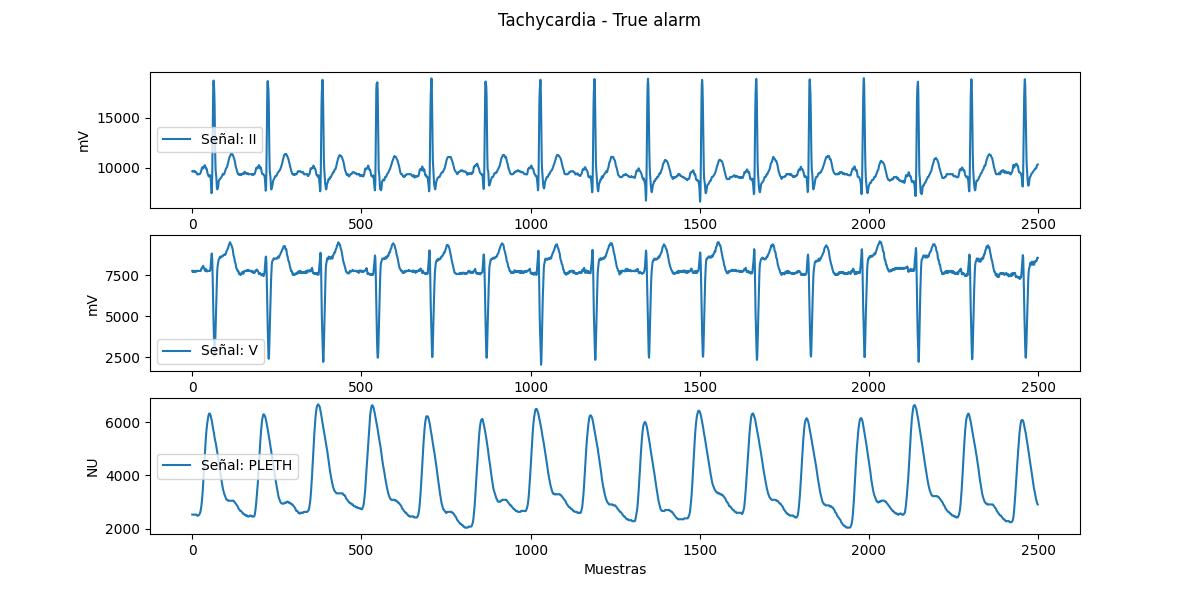 Tachycardia - True alarm
mV
15000
10000
Señal: II
0 500 1000 1500 2000 2500
mV
7500
5000
2500
Señal: V
0 500 1000 1500 2000 2500
NU
6000
4000
2000
Señal: PLETH
0 500 1000 1500 2000 2500
Muestras